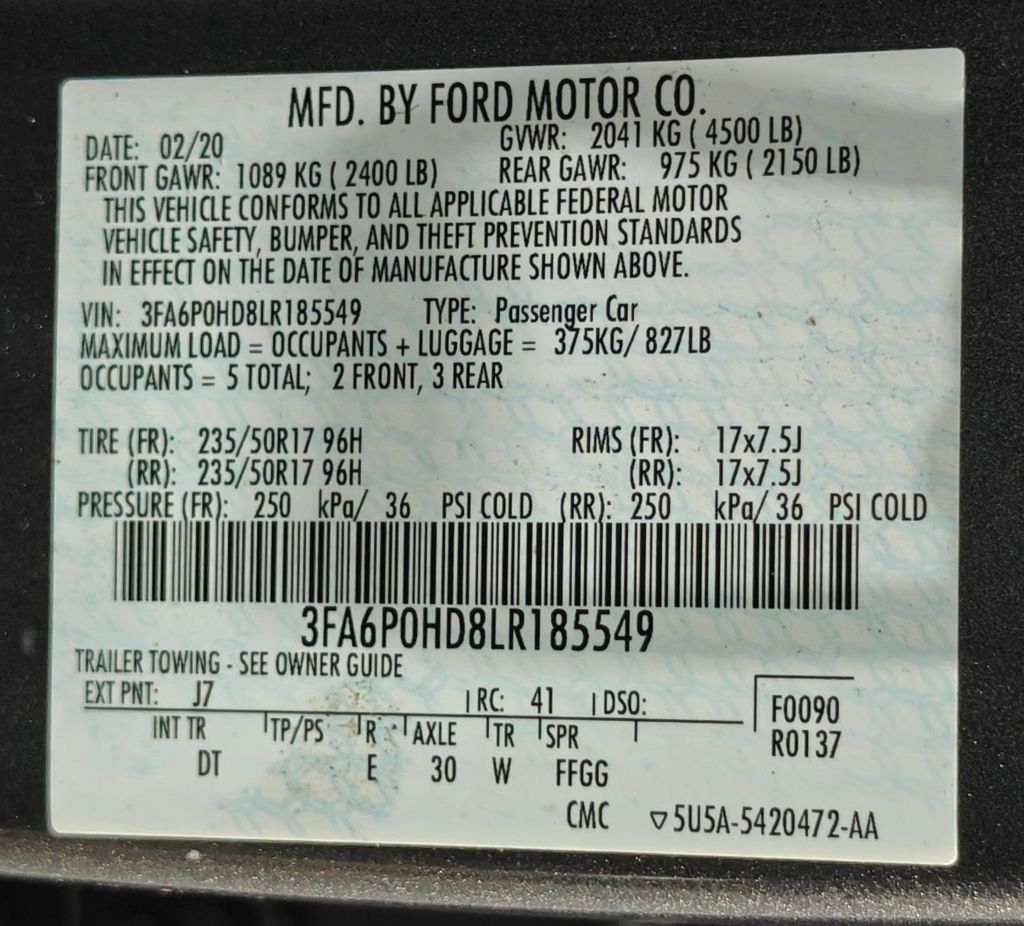 MFD. BY FORD MOTOR CO.
DATE: 02/20 GVWR: 2041 KG ( 4500 LB)
FRONT GAWR: 1089 KG ( 2400 LB) REAR GAWR: 975 KG ( 2150 LB)
THIS VEHICLE CONFORMS TO ALL APPLICABLE FEDERAL MOTOR
VEHICLE SAFETY, BUMPER, AND THEFT PREVENTION STANDARDS
IN EFFECT ON THE DATE OF MANUFACTURE SHOWN ABOVE.
VIN: 3FA6P0HD8LR185549 TYPE: Passenger Car
MAXIMUM LOAD = OCCUPANTS + LUGGAGE = 375KG/ 827LB
OCCUPANTS = 5 TOTAL; 2 FRONT, 3 REAR
TIRE (FR): 235/50R17 96H RIMS (FR): 17x7.5J
(RR): 235/50R17 96H (RR): 17x7.5J
PRESSURE (FR): 250 kPa/ 36 PSI COLD (RR): 250 kPa/ 36 PSI COLD
3FA6P0HD8LR185549
TRAILER TOWING - SEE OWNER GUIDE
EXT PNT: J7 RC: 41 DSO: F0090
INT TR TP/PS R AXLE TR SPR R0137
DT E 30 W FFGG
CMC ▽5U5A-5420472-AA